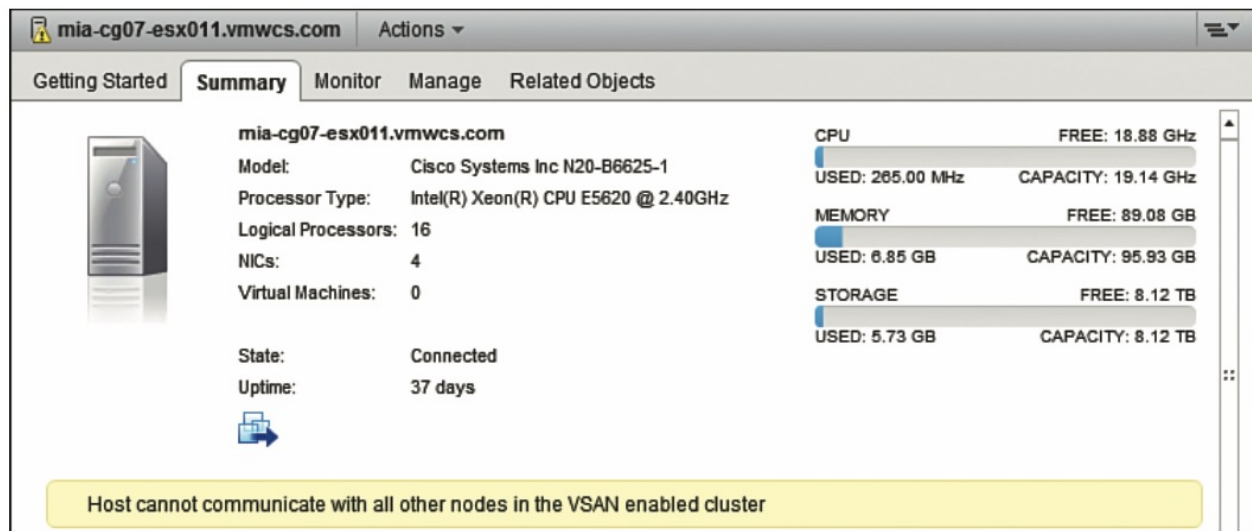 mia-cg07-esx011.vmwcs.com Actions
Getting Started Summary Monitor Manage Related Objects
mia-cg07-esx011.vmwcs.com
Model: Cisco Systems Inc N20-B6625-1
Processor Type: Intel(R) Xeon(R) CPU E5620 @ 2.40GHz
Logical Processors: 16
NICs: 4
Virtual Machines: 0
State: Connected
Uptime: 37 days
CPU FREE: 18.88 GHz
USED: 265.00 MHz CAPACITY: 19.14 GHz
MEMORY FREE: 89.08 GB
USED: 6.85 GB CAPACITY: 95.93 GB
STORAGE FREE: 8.12 TB
USED: 5.73 GB CAPACITY: 8.12 TB
Host cannot communicate with all other nodes in the VSAN enabled cluster